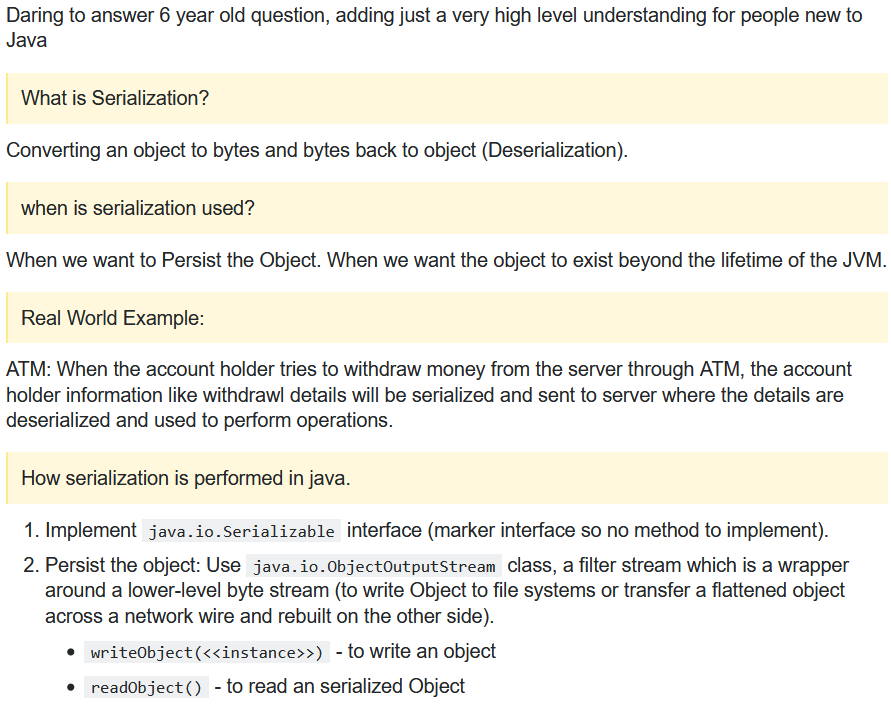 Daring to answer 6 year old question, adding just a very high level understanding for people new to
Java
What is Serialization?
Converting an object to bytes and bytes back to object (Deserialization).
when is serialization used?
When we want to Persist the Object. When we want the object to exist beyond the lifetime of the JVM.
Real World Example:
ATM: When the account holder tries to withdraw money from the server through ATM, the account
holder information like withdrawl details will be serialized and sent to server where the details are
deserialized and used to perform operations.
How serialization is performed in java.
1. Implement java.io.Serializable interface (marker interface so no method to implement).
2. Persist the object: Use java.io.ObjectOutputStream class, a filter stream which is a wrapper
around a lower-level byte stream (to write Object to file systems or transfer a flattened object
across a network wire and rebuilt on the other side).
• writeObject(<<instance>>) - to write an object
• readObject() - to read an serialized Object